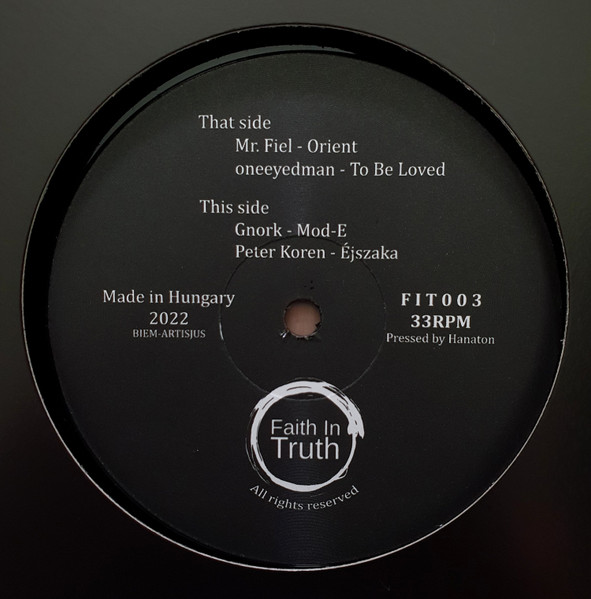 That side
Mr. Fiel - Orient
oneeyedman - To Be Loved
This side
Gnork - Mod-E
Peter Koren - Éjszaka
Made in Hungary
2022
BIEM-ARTISJUS
FIT003
33RPM
Pressed by Hanaton
Faith In
Truth
All rights reserved